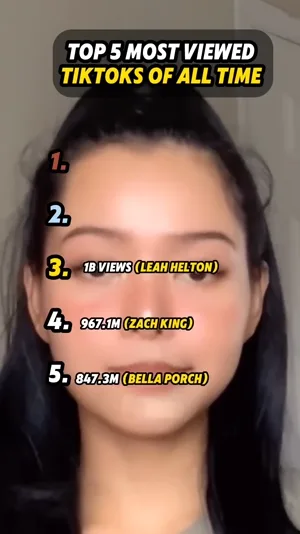 TOP 5 MOST VIEWED
TIKTOKS OF ALL TIME
1.
2.
3. 1B VIEWS (LEAH HELTON)
4. 967.1M (ZACH KING)
5. 847.3M (BELLA PORCH)